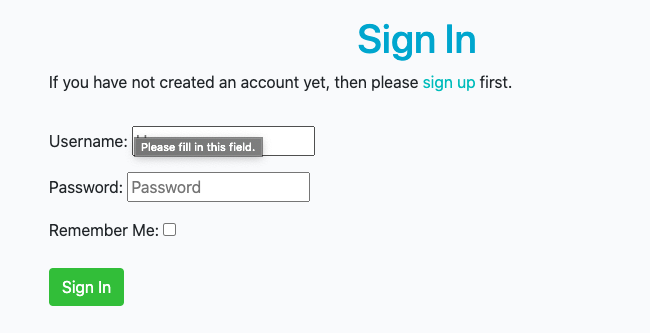 Sign In
If you have not created an account yet, then please sign up first.
Username:
Please fill in this field.
Password: Password
Remember Me:
Sign In